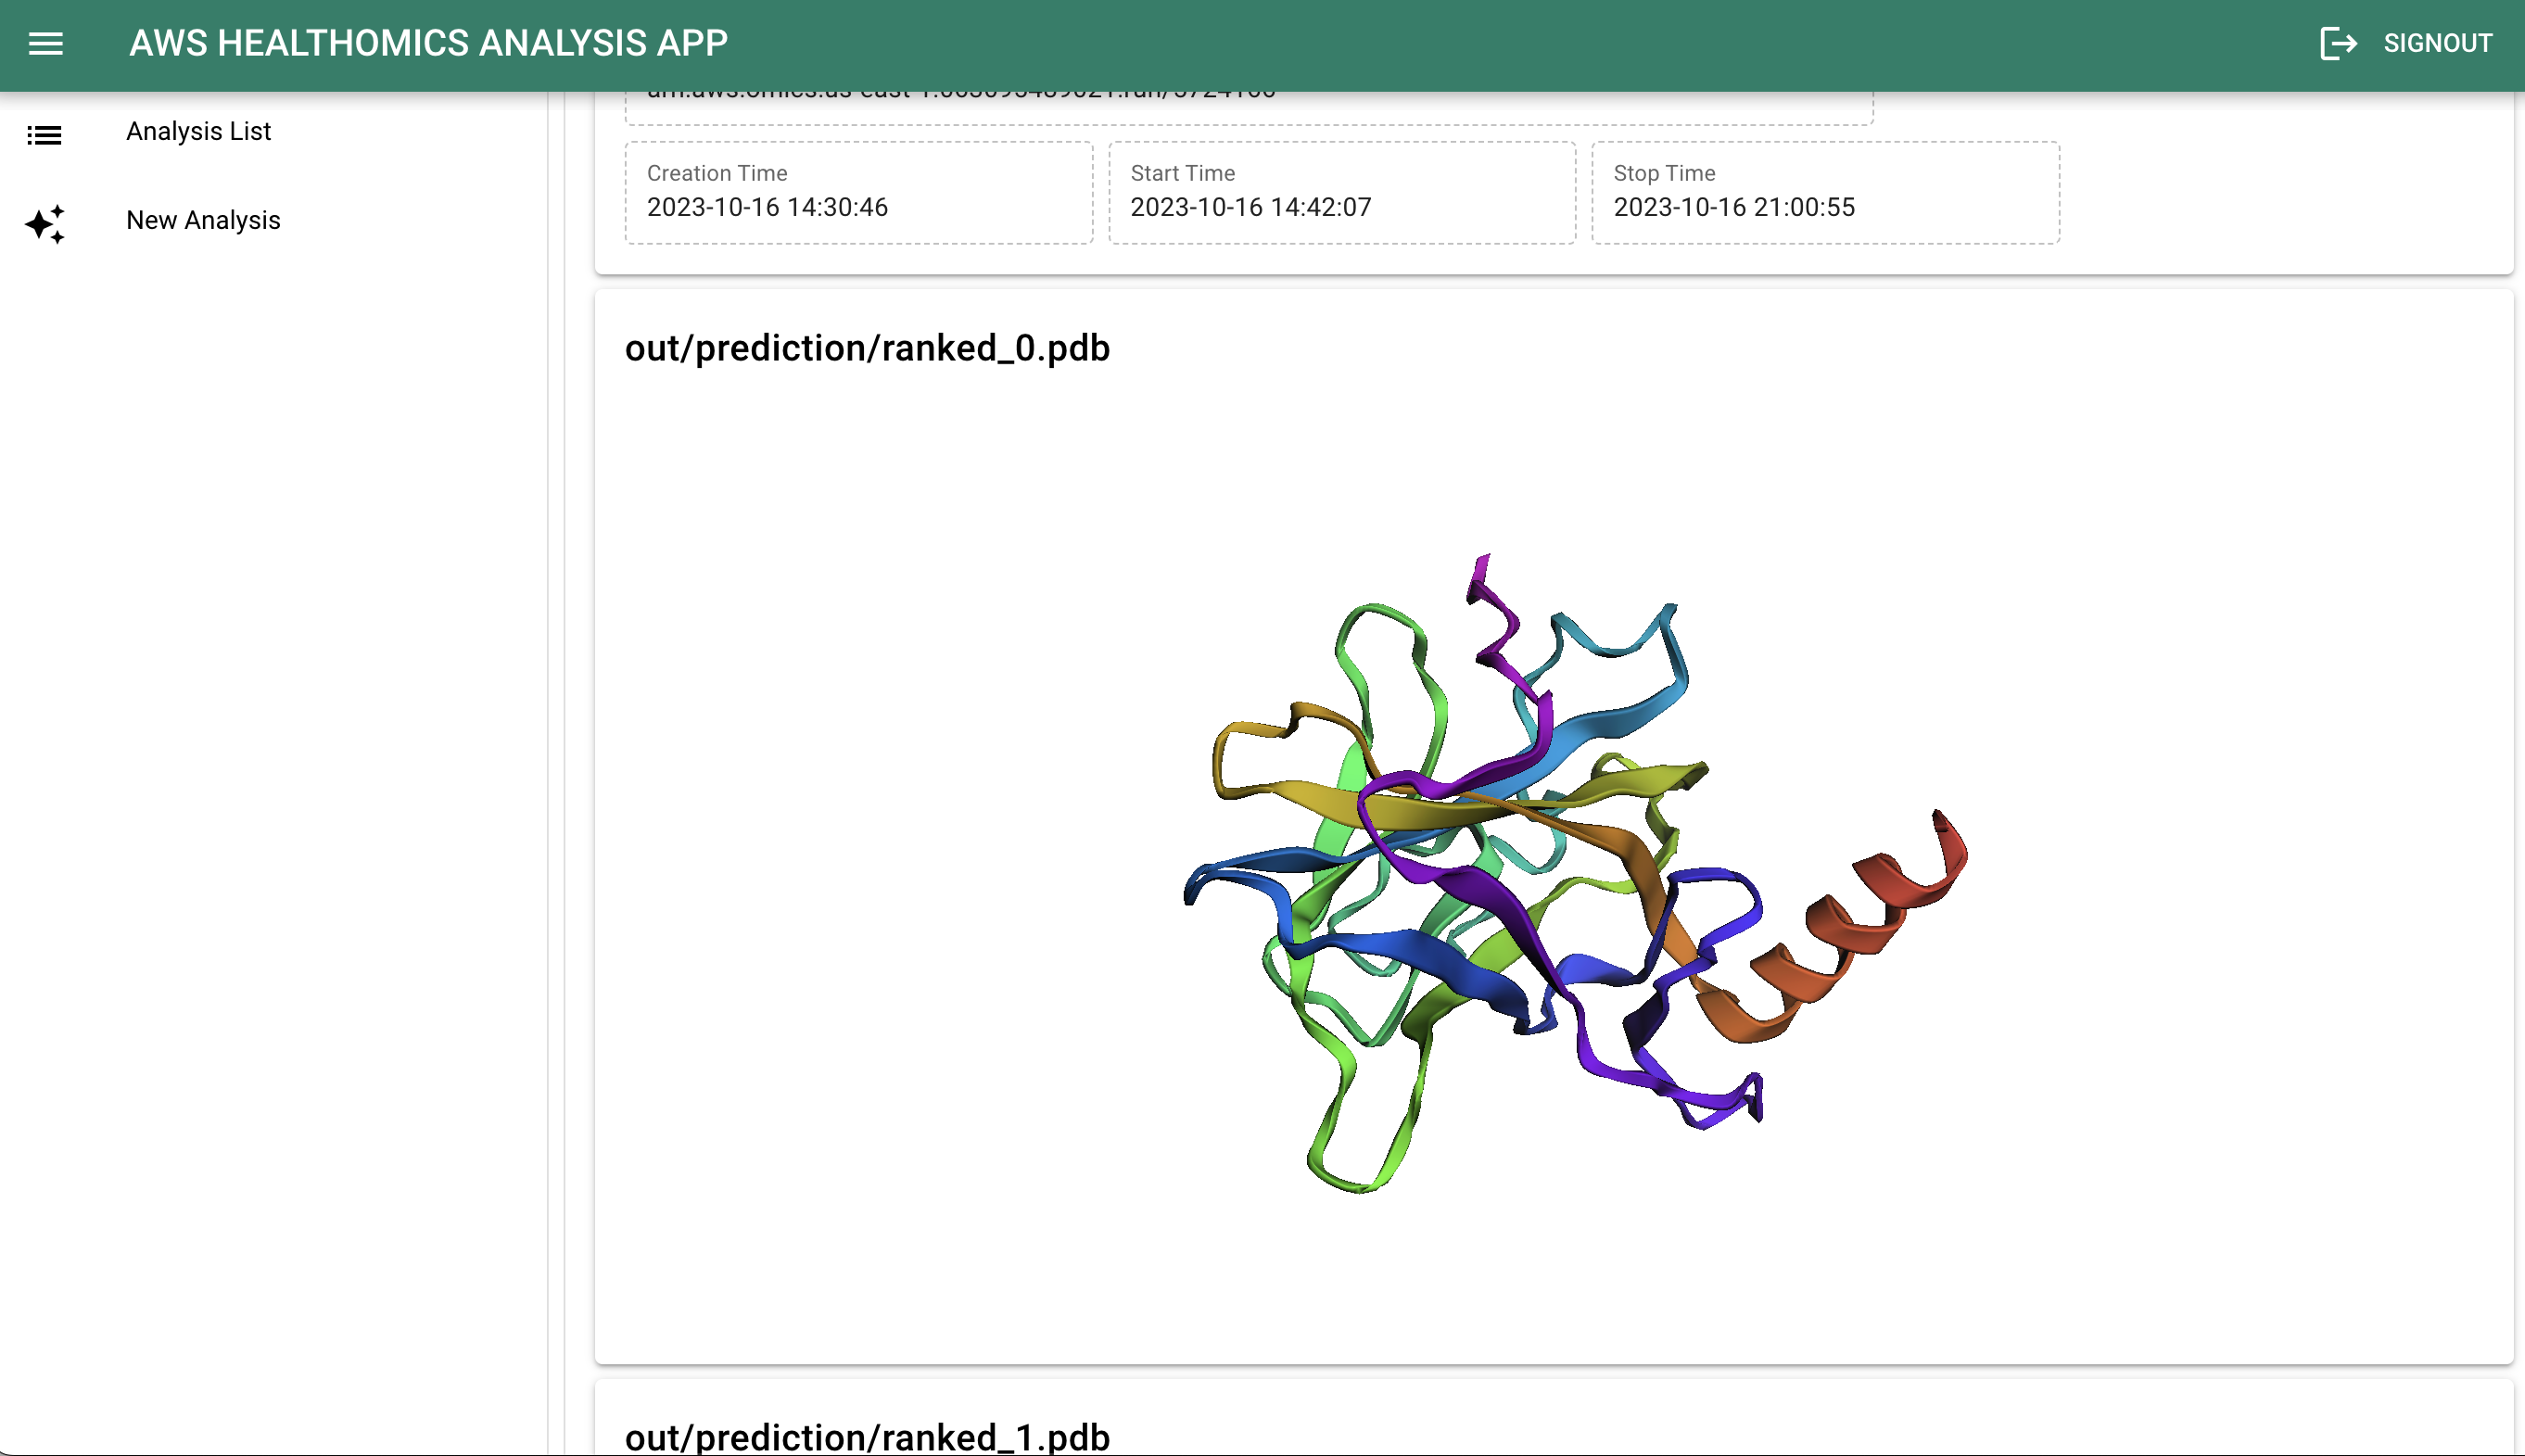 AWS HEALTHOMICS ANALYSIS APP
SIGNOUT
Analysis List
New Analysis
Creation Time
2023-10-16 14:30:46
Start Time
2023-10-16 14:42:07
Stop Time
2023-10-16 21:00:55
out/prediction/ranked_0.pdb
out/prediction/ranked_1.pdb